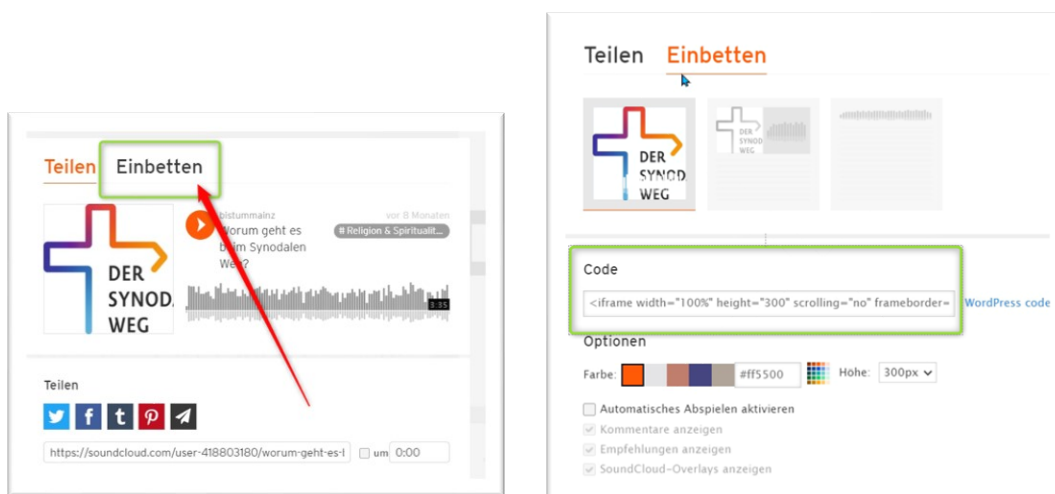 Teilen Einbetten
bistummainz
vor 8 Monaten
Worum geht es
# Religion & Spiritualit...
beim Synodalen
Weg?
DER
SYNOD
WEG
3:35
Teilen
https://soundcloud.com/user-418803180/worum-geht-es-l
um 0:00
Teilen Einbetten
DER
SYNOD
WEG
DER
SYNOD
WEG
Code
<iframe width="100%" height="300" scrolling="no" frameborder=
WordPress code
Optionen
Farbe:
#ff5500
Höhe: 300px
Automatisches Abspielen aktivieren
Kommentare anzeigen
Empfehlungen anzeigen
SoundCloud-Overlays anzeigen